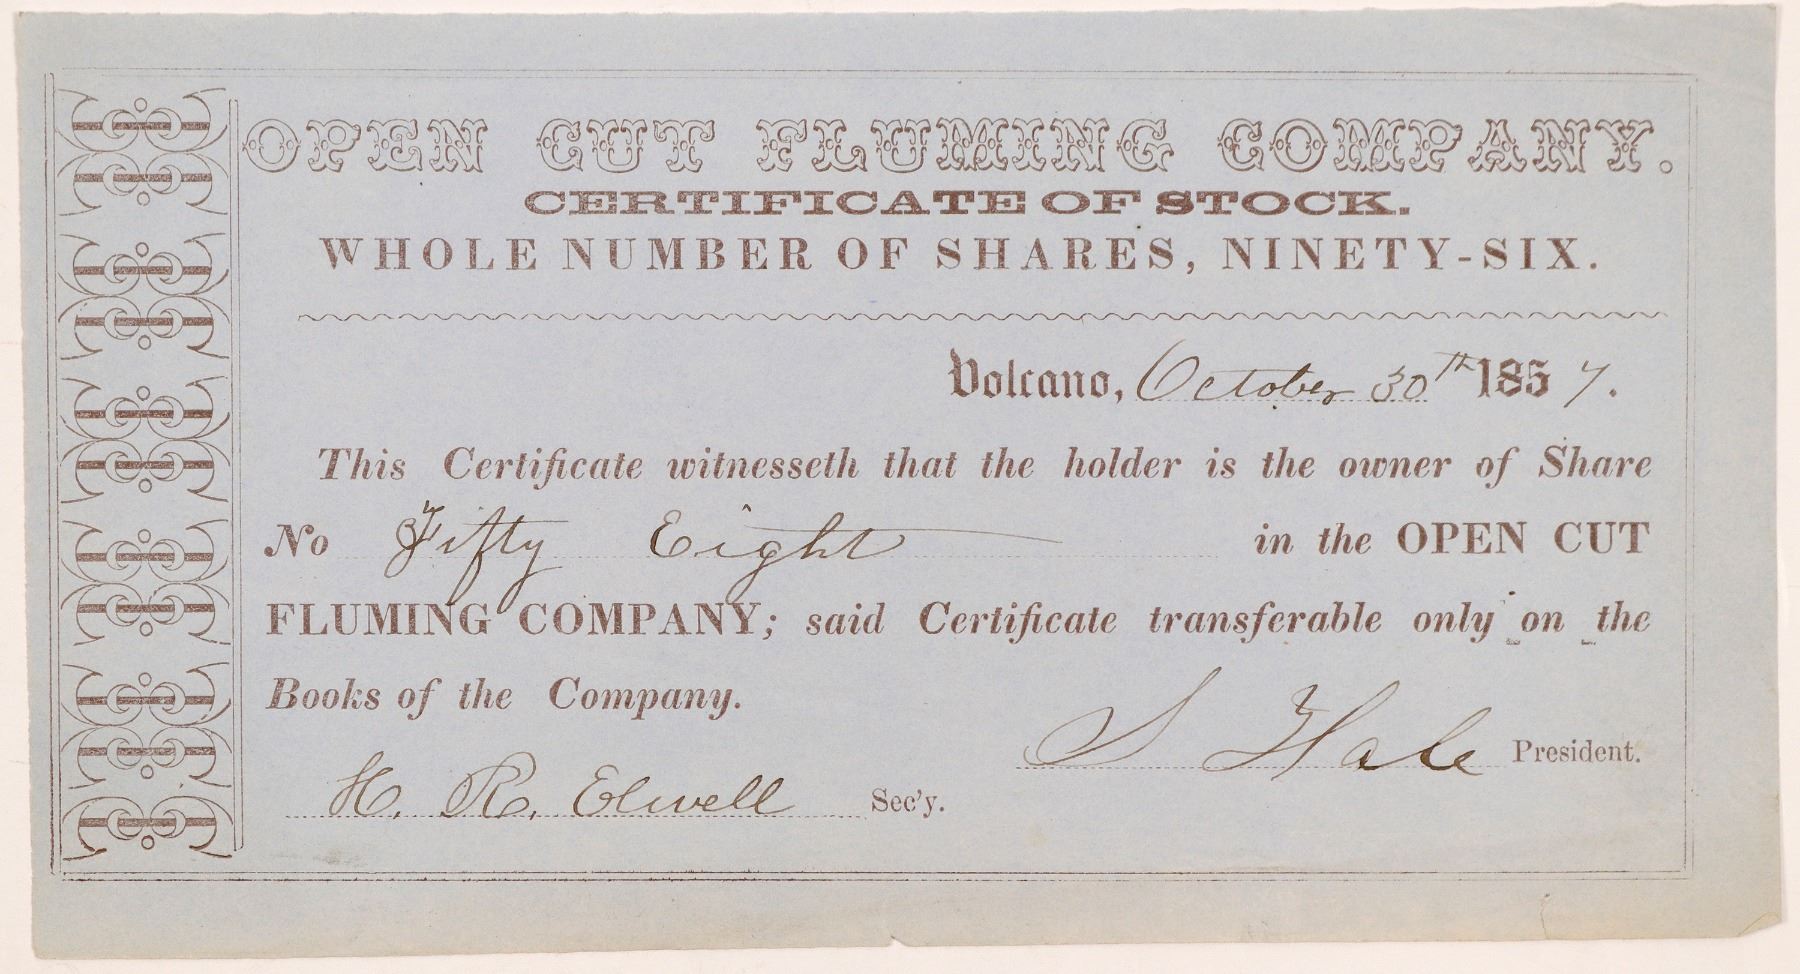 OPEN CUT FLUMING COMPANY.
CERTIFICATE OF STOCK.
WHOLE NUMBER OF SHARES, NINETY-SIX.
Volcano, October 30th 1857.
This Certificate witnesseth that the holder is the owner of Share
No Fifty Eight in the OPEN CUT
FLUMING COMPANY; said Certificate transferable only on the
Books of the Company.
S Hale President.
H. R. Elwell Sec'y.